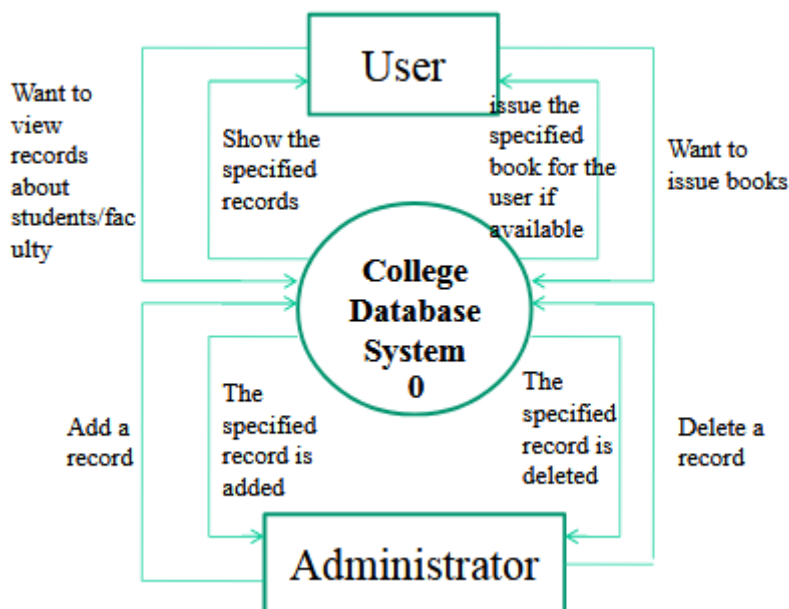 User
Want to
view
records
about
students/fac
ulty
Show the
specified
records
issue the
specified
book for the
user if
available
Want to
issue books
College
Database
System
0
Add a
record
The
specified
record is
added
The
specified
record is
deleted
Delete a
record
Administrator